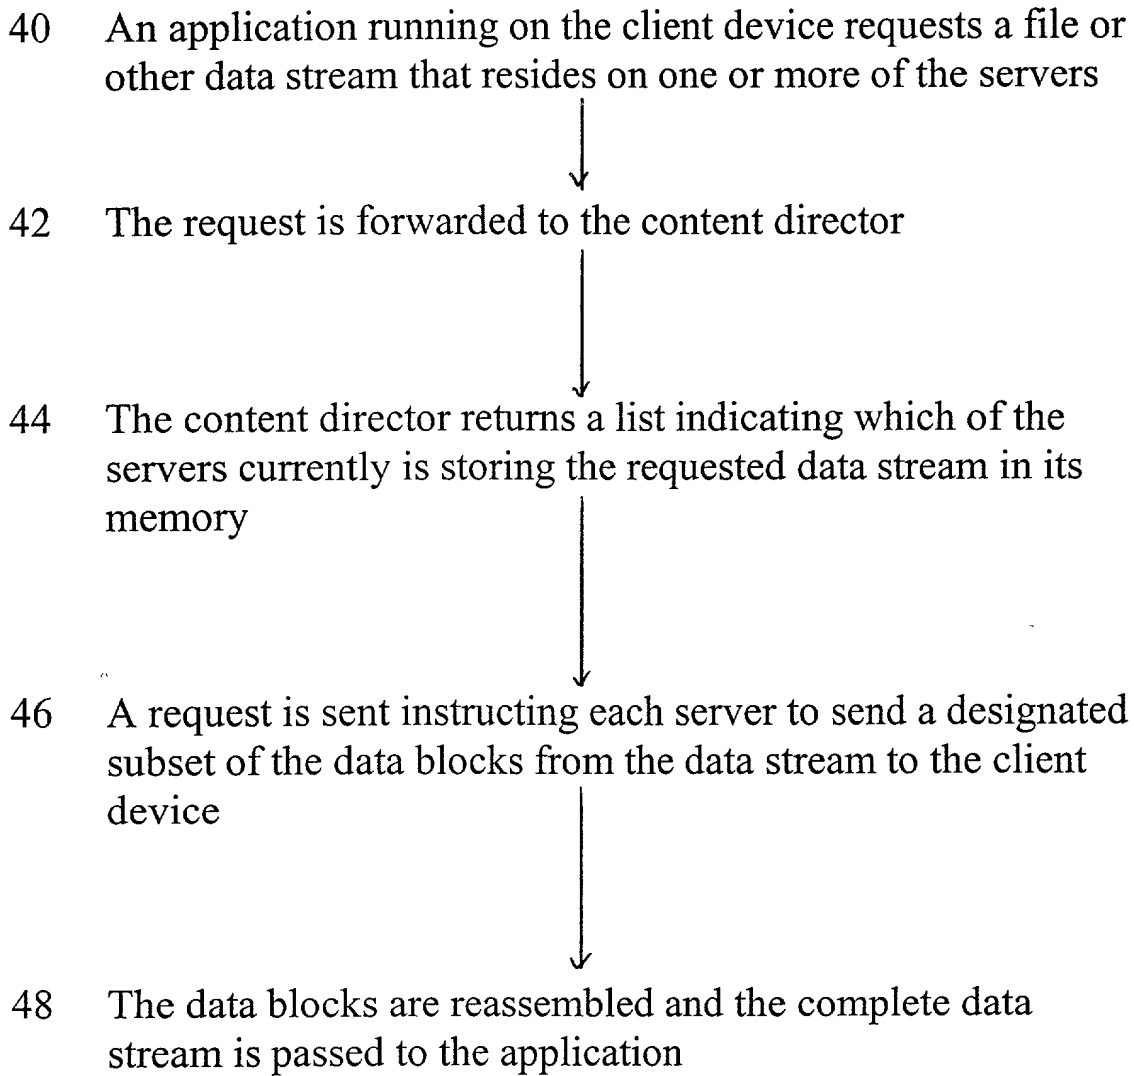 40 An application running on the client device requests a file or
other data stream that resides on one or more of the servers
42 The request is forwarded to the content director
44 The content director returns a list indicating which of the
servers currently is storing the requested data stream in its
memory
46 A request is sent instructing each server to send a designated
subset of the data blocks from the data stream to the client
device
48 The data blocks are reassembled and the complete data
stream is passed to the application